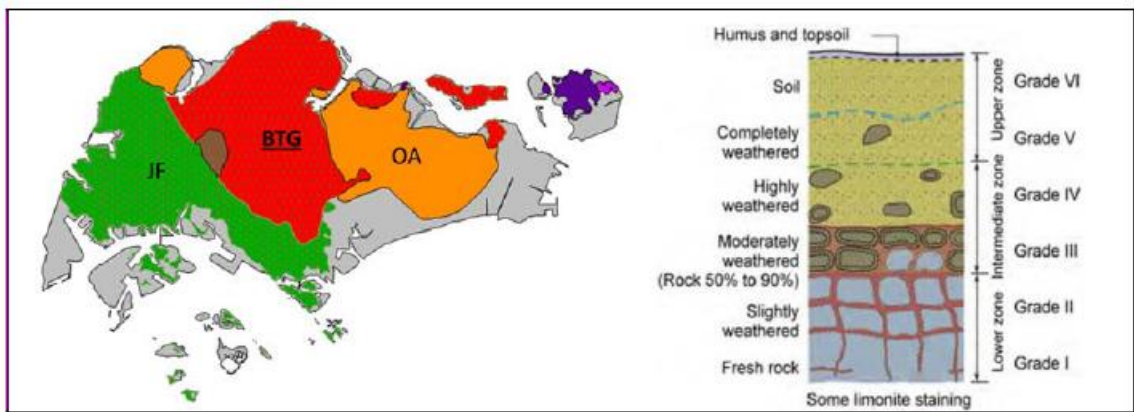 JF
BTG
OA
Humus and topsoil
Soil
Completely
weathered
Highly
weathered
Moderately
weathered
(Rock 50% to 90%)
Slightly
weathered
Fresh rock
Upper zone
Intermediate zone
Lower zone
Grade VI
Grade V
Grade IV
Grade III
Grade II
Grade I
Some limonite staining